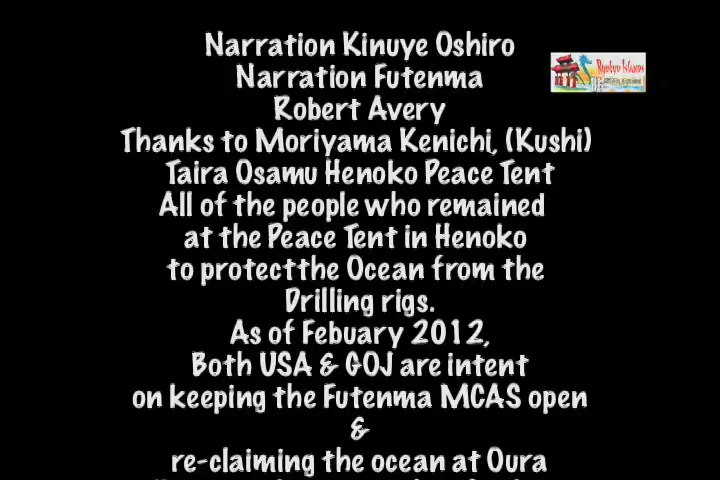 Narration Kinuye Oshiro
Narration Futenma
Robert Avery
Thanks to Moriyama Kenichi, (Kushi)
Taira Osamu Henoko Peace Tent
All of the people who remained
at the Peace Tent in Henoko
to protectthe Ocean from the
Drilling rigs.
As of Febuary 2012,
Both USA & GOJ are intent
on keeping the Futenma MCAS open
&
re-claiming the ocean at Oura
Ryukyu Islands